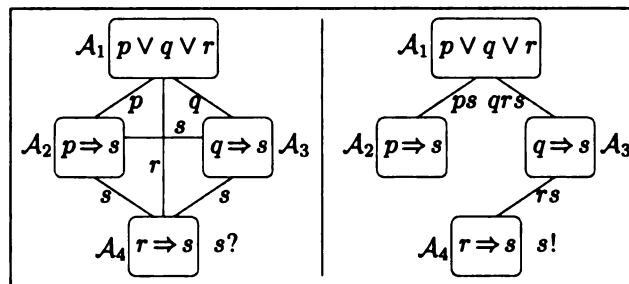 A₁ p ∨ q ∨ r
p q
s
A₂ p ⇒ s q ⇒ s A₃
r
s s
A₄ r ⇒ s s?
A₁ p ∨ q ∨ r
ps qrs
A₂ p ⇒ s q ⇒ s A₃
rs
A₄ r ⇒ s s!